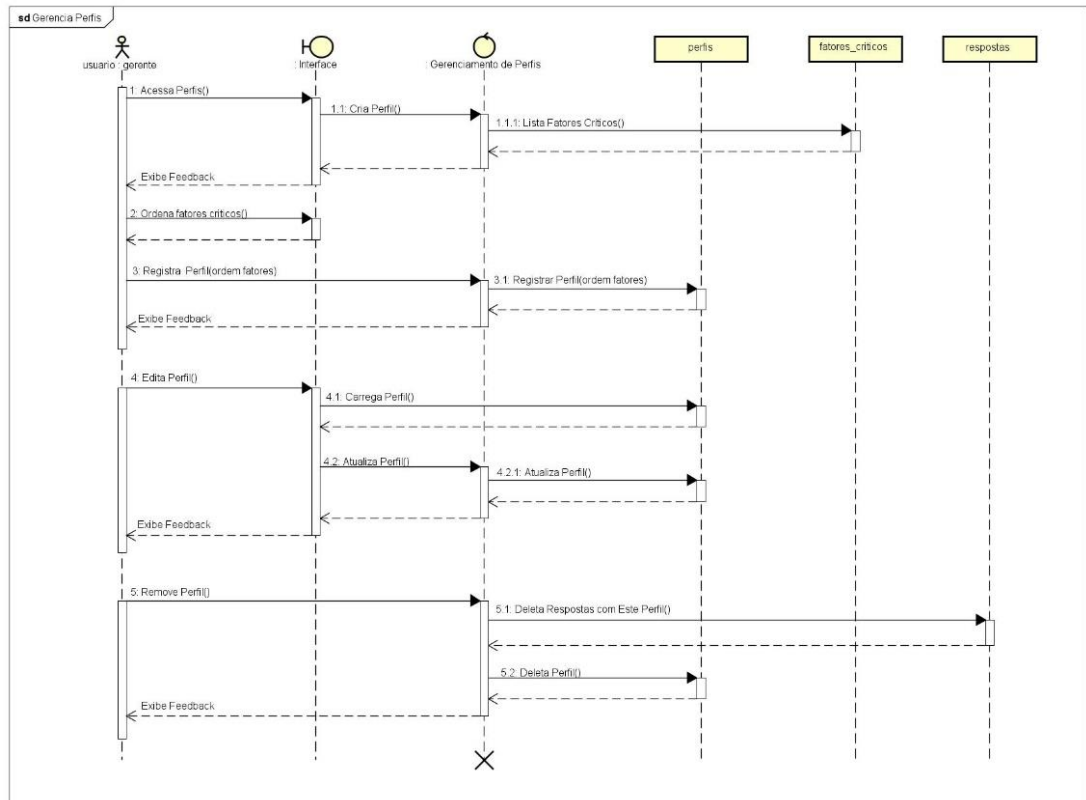 sd Gerencia Perfis
usuario : gerente
: Interface
: Gerenciamento de Perfis
perfis
fatores_criticos
respostas
1: Acessa Perfis()
1.1: Cria Perfil()
1.1.1: Lista Fatores Criticos()
Exibe Feedback
2: Ordena fatores criticos()
3: Registra Perfil(ordem fatores)
3.1: Registrar Perfil(ordem fatores)
Exibe Feedback
4: Edita Perfil()
4.1: Carrega Perfil()
4.2: Atualiza Perfil()
4.2.1: Atualiza Perfil()
Exibe Feedback
5: Remove Perfil()
5.1: Deleta Respostas com Este Perfil()
5.2: Deleta Perfil()
Exibe Feedback